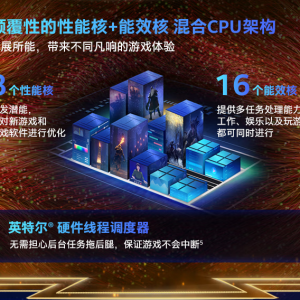 颠覆性的性能核+能效核 混合CPU架构
展所能，带来不同凡响的游戏体验
8个性能核
发潜能，
对新游戏和
戏软件进行优化
16个能效核
提供多任务处理能力
工作、娱乐以及玩游
都可同时进行
英特尔® 硬件线程调度器
无需担心后台任务拖后腿，保证游戏不会中断5